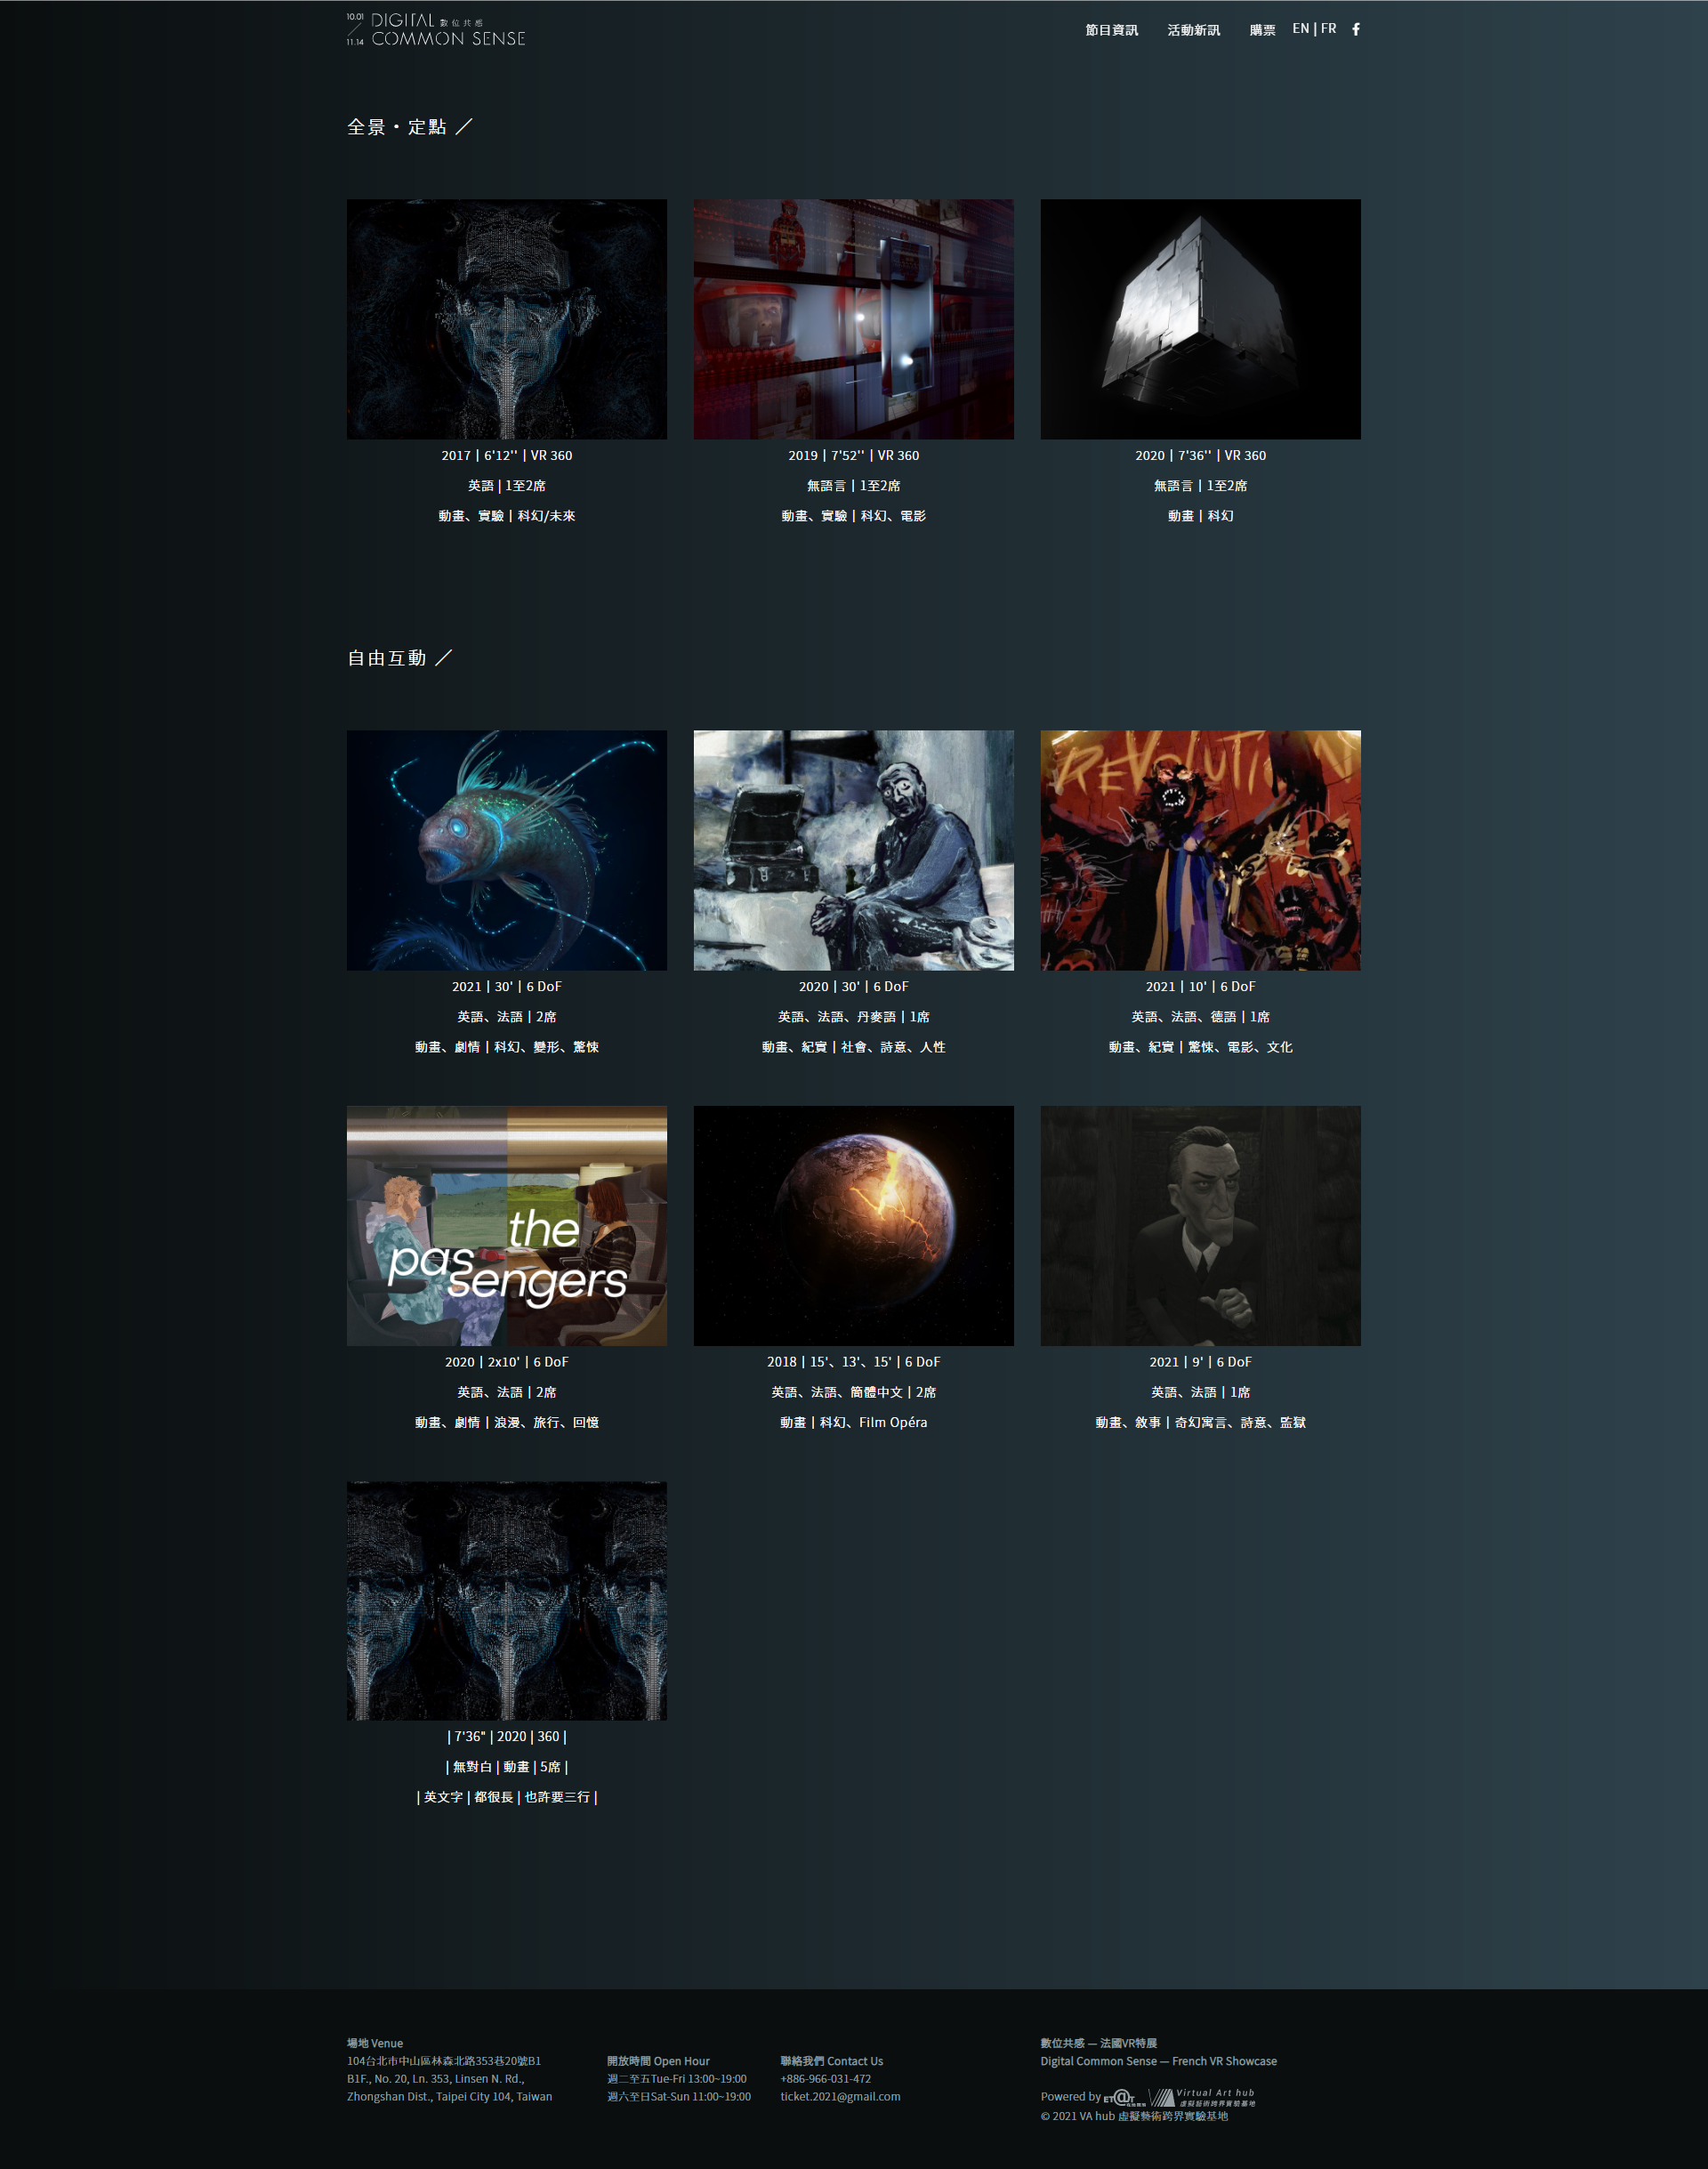 10.01 DIGITAL 數位共感
11.14 COMMON SENSE
節目資訊 活動新訊 購票 EN | FR
全景・定點 ／
2017 | 6'12'' | VR 360
英語 | 1至2席
動畫、實驗 | 科幻/未來
2019 | 7'52'' | VR 360
無語言 | 1至2席
動畫、實驗 | 科幻、電影
2020 | 7'36'' | VR 360
無語言 | 1至2席
動畫 | 科幻
自由互動 ／
REVOLUTION
2021 | 30' | 6 DoF
英語、法語 | 2席
動畫、劇情 | 科幻、變形、驚悚
2020 | 30' | 6 DoF
英語、法語、丹麥語 | 1席
動畫、紀實 | 社會、詩意、人性
2021 | 10' | 6 DoF
英語、法語、德語 | 1席
動畫、紀實 | 驚悚、電影、文化
the
pas
sengers
2020 | 2x10' | 6 DoF
英語、法語 | 2席
動畫、劇情 | 浪漫、旅行、回憶
2018 | 15'、13'、15' | 6 DoF
英語、法語、簡體中文 | 2席
動畫 | 科幻、Film Opéra
2021 | 9' | 6 DoF
英語、法語 | 1席
動畫、敘事 | 奇幻寓言、詩意、監獄
| 7'36" | 2020 | 360 |
| 無對白 | 動畫 | 5席 |
| 英文字 | 都很長 | 也許要三行 |
場地 Venue
104台北市中山區林森北路353巷20號B1
B1F., No. 20, Ln. 353, Linsen N. Rd.,
Zhongshan Dist., Taipei City 104, Taiwan
開放時間 Open Hour
週二至五Tue-Fri 13:00~19:00
週六至日Sat-Sun 11:00~19:00
聯絡我們 Contact Us
+886-966-031-472
ticket.2021@gmail.com
數位共感 — 法國VR特展
Digital Common Sense — French VR Showcase
Powered by ET@T Virtual Art hub
虛擬藝術跨界實驗基地
© 2021 VA hub 虛擬藝術跨界實驗基地